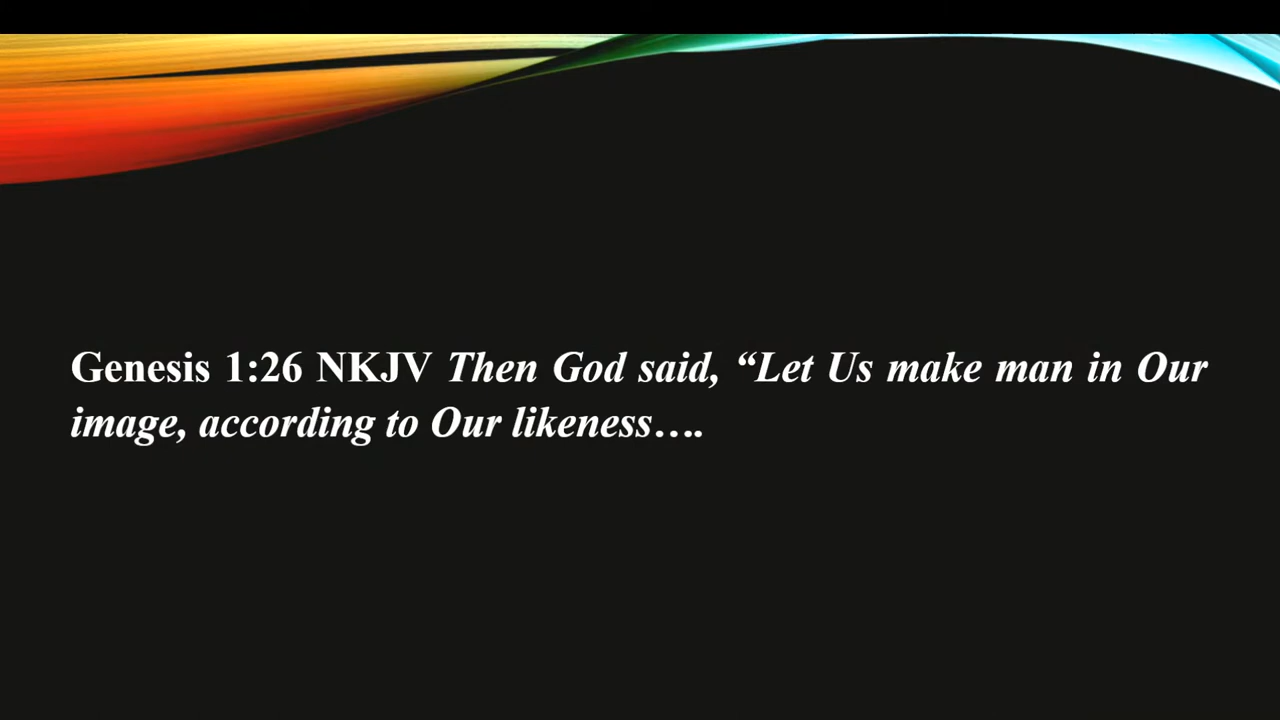 Genesis 1:26 NKJV Then God said, “Let Us make man in Our
image, according to Our likeness….